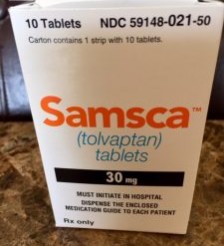 10 Tablets NDC 59148-021-50
Carton contains 1 strip with 10 tablets.
Samsca™
(tolvaptan)
tablets
30 mg
MUST INITIATE IN HOSPITAL
DISPENSE THE ENCLOSED
MEDICATION GUIDE TO EACH PATIENT
Rx only